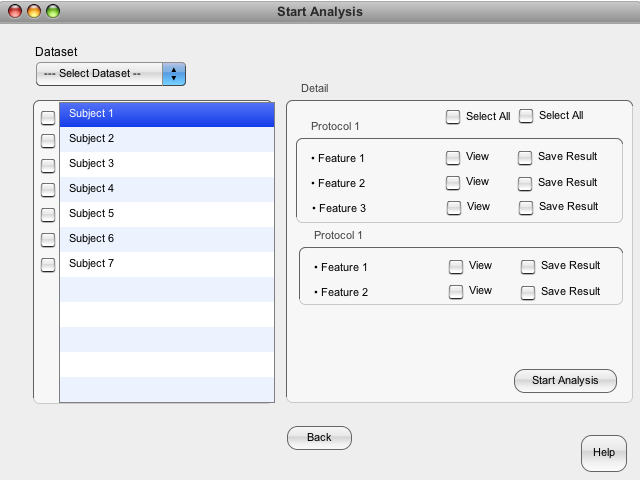 Start Analysis
Dataset
--- Select Dataset --
Detail
Subject 1
Subject 2
Subject 3
Subject 4
Subject 5
Subject 6
Subject 7
Select All Select All
Protocol 1
• Feature 1 View Save Result
• Feature 2 View Save Result
• Feature 3 View Save Result
Protocol 1
• Feature 1 View Save Result
• Feature 2 View Save Result
Start Analysis
Back
Help